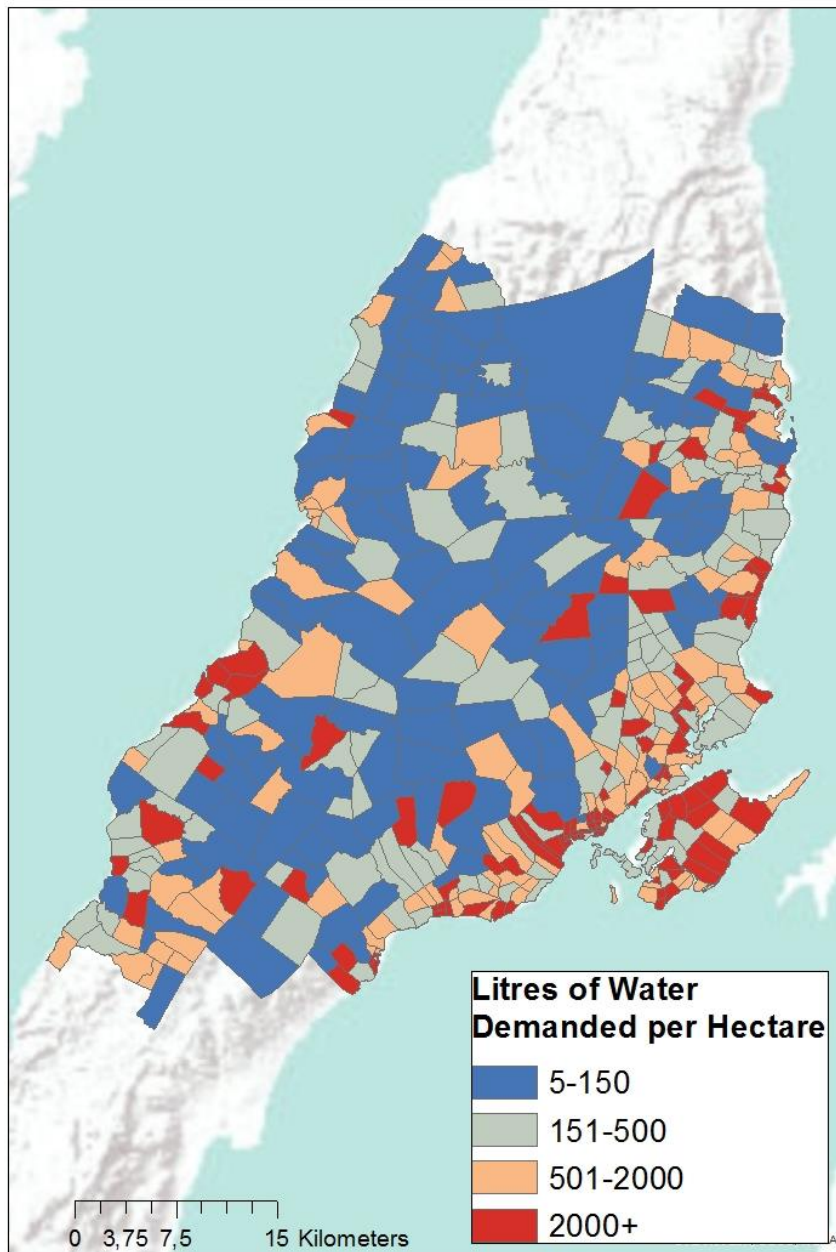 Litres of Water
Demanded per Hectare
5-150
151-500
501-2000
2000+
0 3,75 7,5 15 Kilometers